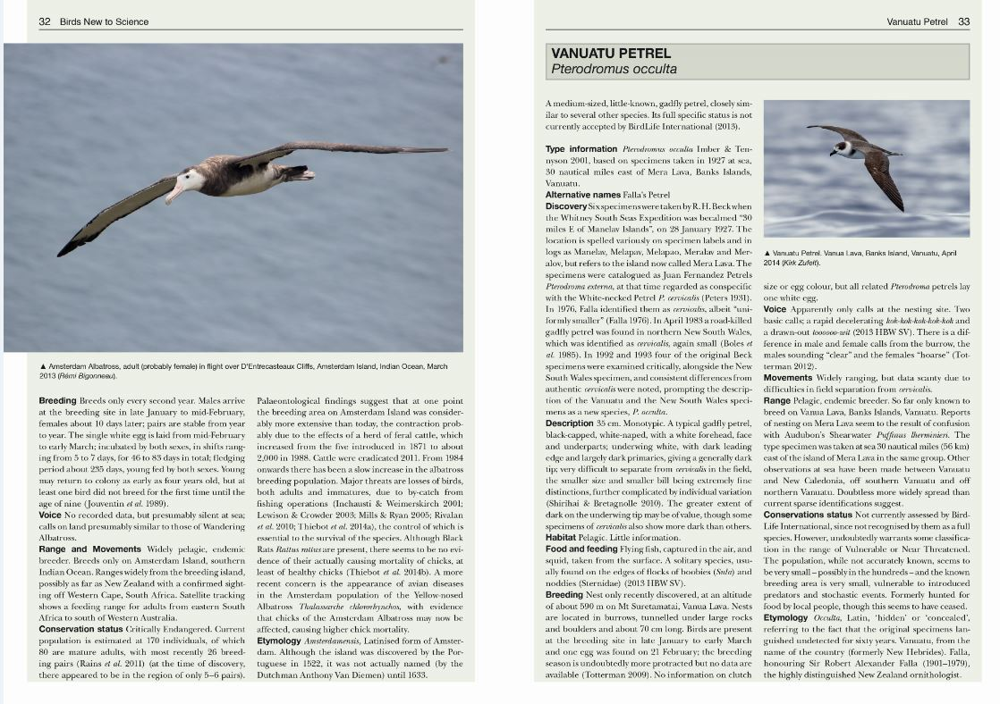 32 Birds New to Science
▲ Amsterdam Albatross, adult (probably female) in flight over D'Entrecasteaux Cliffs, Amsterdam Island, Indian Ocean, March
2013 (Rémi Bigonneau).
Breeding Breeds only every second year. Males arrive
at the breeding site in late January to mid-February,
females about 10 days later; pairs are stable from year
to year. The single white egg is laid from mid-February
to early March; incubated by both sexes, in shifts rang-
ing from 5 to 7 days, for 46 to 83 days in total; fledging
period about 235 days, young fed by both sexes. Young
may return to colony as early as four years old, but at
least one bird did not breed for the first time until the
age of nine (Jouventin et al. 1989).
Voice No recorded data, but presumably silent at sea;
calls on land presumably similar to those of Wandering
Albatross.
Range and Movements Widely pelagic, endemic
breeder. Breeds only on Amsterdam Island, southern
Indian Ocean. Ranges widely from the breeding island,
possibly as far as New Zealand with a confirmed sight-
ing off Western Cape, South Africa. Satellite tracking
shows a feeding range for adults from eastern South
Africa to south of Western Australia.
Conservation status Critically Endangered. Current
population is estimated at 170 individuals, of which
80 are mature adults, with most recently 26 breed-
ing pairs (Rains et al. 2011) (at the time of discovery,
there appeared to be in the region of only 5–6 pairs).
Palaeontological findings suggest that at one point
the breeding area on Amsterdam Island was consider-
ably more extensive than today, the contraction prob-
ably due to the effects of a herd of feral cattle, which
increased from the five introduced in 1871 to about
2,000 in 1988. Cattle were eradicated 2011. From 1984
onwards there has been a slow increase in the albatross
breeding population. Major threats are losses of birds,
both adults and immatures, due to by-catch from
fishing operations (Inchausti & Weimerskirch 2001;
Lewison & Crowder 2003; Mills & Ryan 2005; Rivalan
et al. 2010; Thiebot et al. 2014a), the control of which is
essential to the survival of the species. Although Black
Rats Rattus rattus are present, there seems to be no evi-
dence of their actually causing mortality of chicks, at
least of healthy chicks (Thiebot et al. 2014b). A more
recent concern is the appearance of avian diseases
in the Amsterdam population of the Yellow-nosed
Albatross Thalassarche chlororhynchos, with evidence
that chicks of the Amsterdam Albatross may now be
affected, causing higher chick mortality.
Etymology Amsterdamensis, Latinised form of Amster-
dam. Although the island was discovered by the Por-
tuguese in 1522, it was not actually named (by the
Dutchman Anthony Van Diemen) until 1633.
Vanuatu Petrel 33
VANUATU PETREL
Pterodromus occulta
A medium-sized, little-known, gadfly petrel, closely sim-
ilar to several other species. Its full specific status is not
currently accepted by BirdLife International (2013).
Type information Pterodromus occulta Imber & Ten-
nyson 2001, based on specimens taken in 1927 at sea,
30 nautical miles east of Mera Lava, Banks Islands,
Vanuatu.
Alternative names Falla's Petrel
Discovery Six specimens were taken by R. H. Beck when
the Whitney South Seas Expedition was becalmed “30
miles E of Manelav Islands”, on 28 January 1927. The
location is spelled variously on specimen labels and in
logs as Manelav, Melapav, Melapao, Meralav and Mer-
alov, but refers to the island now called Mera Lava. The
specimens were catalogued as Juan Fernandez Petrels
Pterodroma externa, at that time regarded as conspecific
with the White-necked Petrel P. cervicalis (Peters 1931).
In 1976, Falla identified them as cervicalis, albeit “uni-
formly smaller” (Falla 1976). In April 1983 a road-killed
gadfly petrel was found in northern New South Wales,
which was identified as cervicalis, again small (Boles et
al. 1985). In 1992 and 1993 four of the original Beck
specimens were examined critically, alongside the New
South Wales specimen, and consistent differences from
authentic cervicalis were noted, prompting the descrip-
tion of the Vanuatu and the New South Wales speci-
mens as a new species, P. occulta.
Description 35 cm. Monotypic. A typical gadfly petrel,
black-capped, white-naped, with a white forehead, face
and underparts; underwing white, with dark leading
edge and largely dark primaries, giving a generally dark
tip; very difficult to separate from cervicalis in the field,
the smaller size and smaller bill being extremely fine
distinctions, further complicated by individual variation
(Shirihai & Bretagnolle 2010). The greater extent of
dark on the underwing tip may be of value, though some
specimens of cervicalis also show more dark than others.
Habitat Pelagic. Little information.
Food and feeding Flying fish, captured in the air, and
squid, taken from the surface. A solitary species, usu-
ally found on the edges of flocks of boobies (Sula) and
noddies (Sternidae) (2013 HBW SV).
Breeding Nest only recently discovered, at an altitude
of about 590 m on Mt Suretamatai, Vanua Lava. Nests
are located in burrows, tunnelled under large rocks
and boulders and about 70 cm long. Birds are present
at the breeding site in late January to early March
and one egg was found on 21 February; the breeding
season is undoubtedly more protracted but no data are
available (Totterman 2009). No information on clutch
▲ Vanuatu Petrel. Vanua Lava, Banks Island, Vanuatu, April
2014 (Kirk Zufelt).
size or egg colour, but all related Pterodroma petrels lay
one white egg.
Voice Apparently only calls at the nesting site. Two
basic calls; a rapid decelerating kok-kok-kok-kok-kok and
a drawn-out toooooo-wit (2013 HBW SV). There is a dif-
ference in male and female calls from the burrow, the
males sounding “clear” and the females “hoarse” (Tot-
terman 2012).
Movements Widely ranging, but data scanty due to
difficulties in field separation from cervicalis.
Range Pelagic, endemic breeder. So far only known to
breed on Vanua Lava, Banks Islands, Vanuatu. Reports
of nesting on Mera Lava seem to be the result of confusion
with Audubon's Shearwater Puffinus lherminieri. The
type specimen was taken at sea 30 nautical miles (56 km)
east of the island of Mera Lava in the same group. Other
observations at sea have been made between Vanuatu
and New Caledonia, off southern Vanuatu and off
northern Vanuatu. Doubtless more widely spread than
current sparse identifications suggest.
Conservations status Not currently assessed by Bird-
Life International, since not recognised by them as a full
species. However, undoubtedly warrants some classifica-
tion in the range of Vulnerable or Near Threatened.
The population, while not accurately known, seems to
be very small – possibly in the hundreds – and the known
breeding area is very small, vulnerable to introduced
predators and stochastic events. Formerly hunted for
food by local people, though this seems to have ceased.
Etymology Occulta, Latin, 'hidden' or 'concealed',
referring to the fact that the original specimens lan-
guished undetected for sixty years. Vanuatu, from the
name of the country (formerly New Hebrides). Falla,
honouring Sir Robert Alexander Falla (1901–1979),
the highly distinguished New Zealand ornithologist.